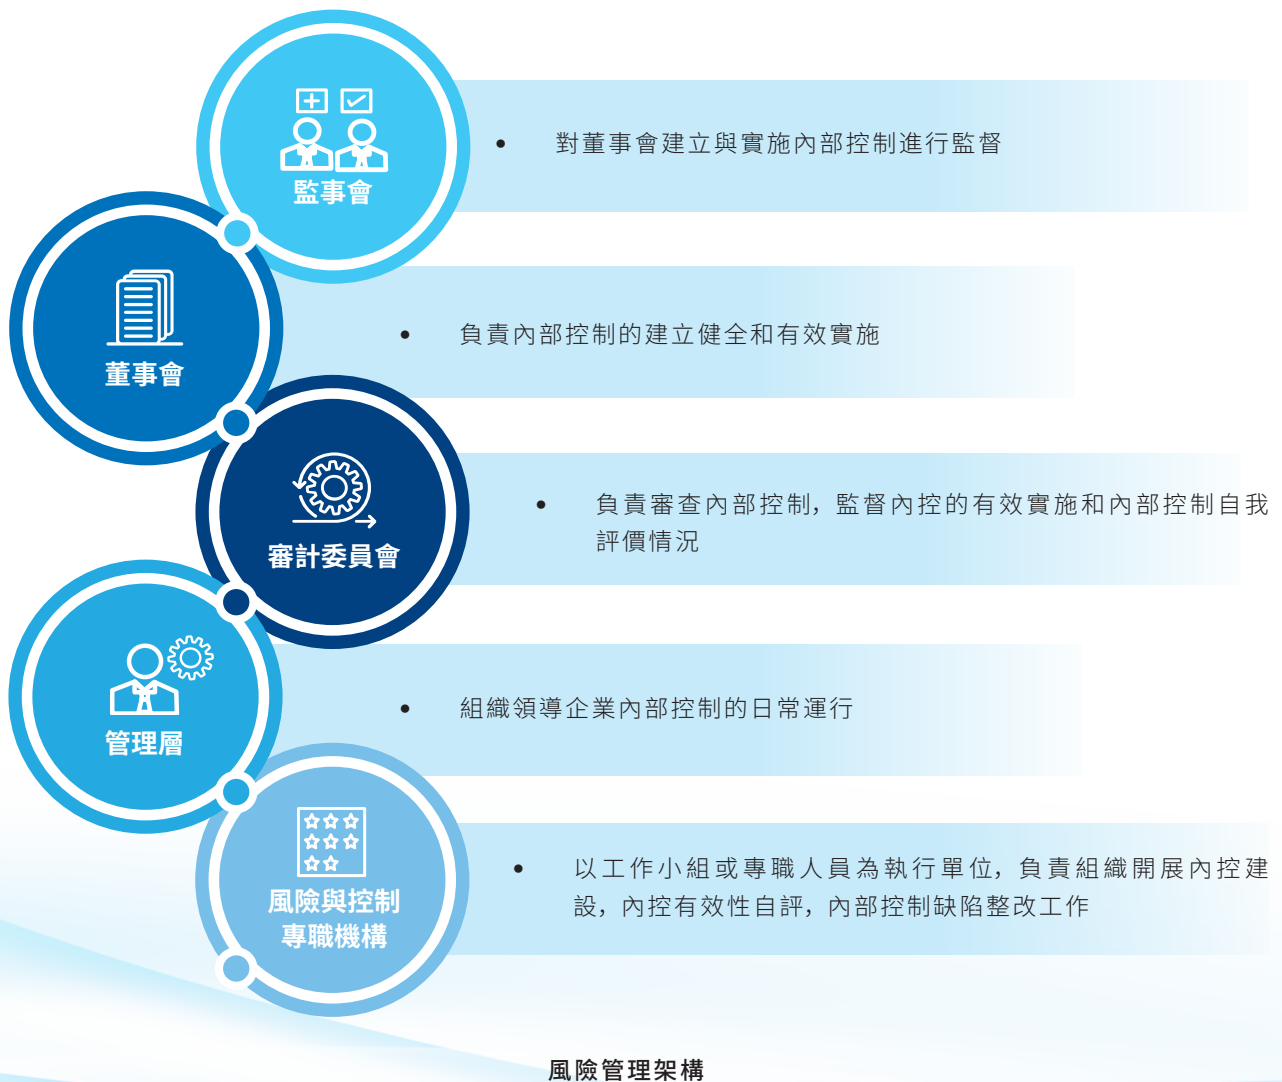 監事會
對董事會建立與實施內部控制進行監督
董事會
負責內部控制的建立健全和有效實施
審計委員會
負責審查內部控制，監督內控的有效實施和內部控制自我
評價情況
管理層
組織領導企業內部控制的日常運行
風險與控制
專職機構
以工作小組或專職人員為執行單位，負責組織開展內控建
設，內控有效性自評，內部控制缺陷整改工作
風險管理架構